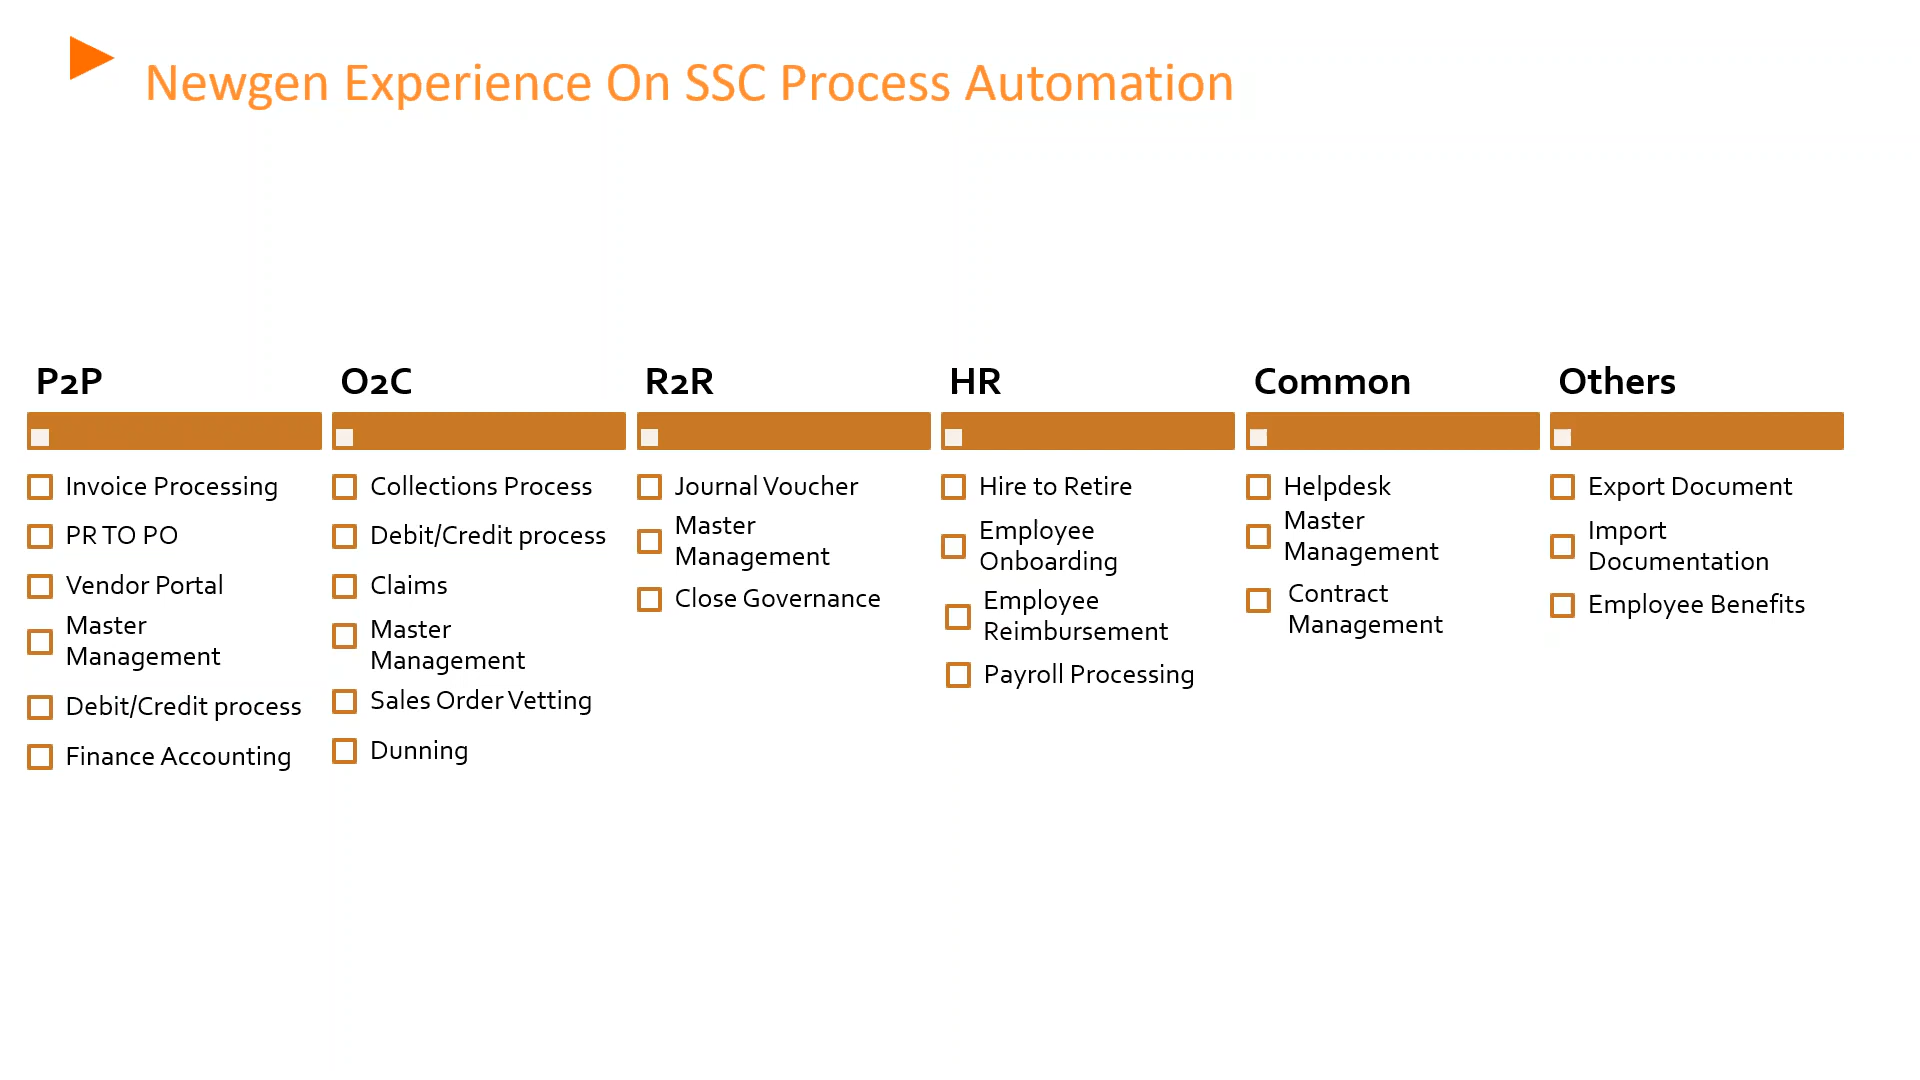 Newgen Experience On SSC Process Automation
P2P
Invoice Processing
PR TO PO
Vendor Portal
Master
Management
Debit/Credit process
Finance Accounting
O2C
Collections Process
Debit/Credit process
Claims
Master
Management
Sales Order Vetting
Dunning
R2R
Journal Voucher
Master
Management
Close Governance
HR
Hire to Retire
Employee
Onboarding
Employee
Reimbursement
Payroll Processing
Common
Helpdesk
Master
Management
Contract
Management
Others
Export Document
Import
Documentation
Employee Benefits